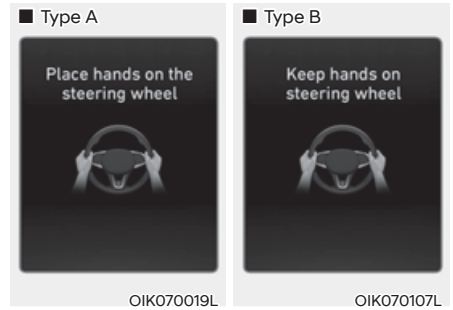 ■ Type A
Place hands on the
steering wheel
OIK070019L
■ Type B
Keep hands on
steering wheel
OIK070107L